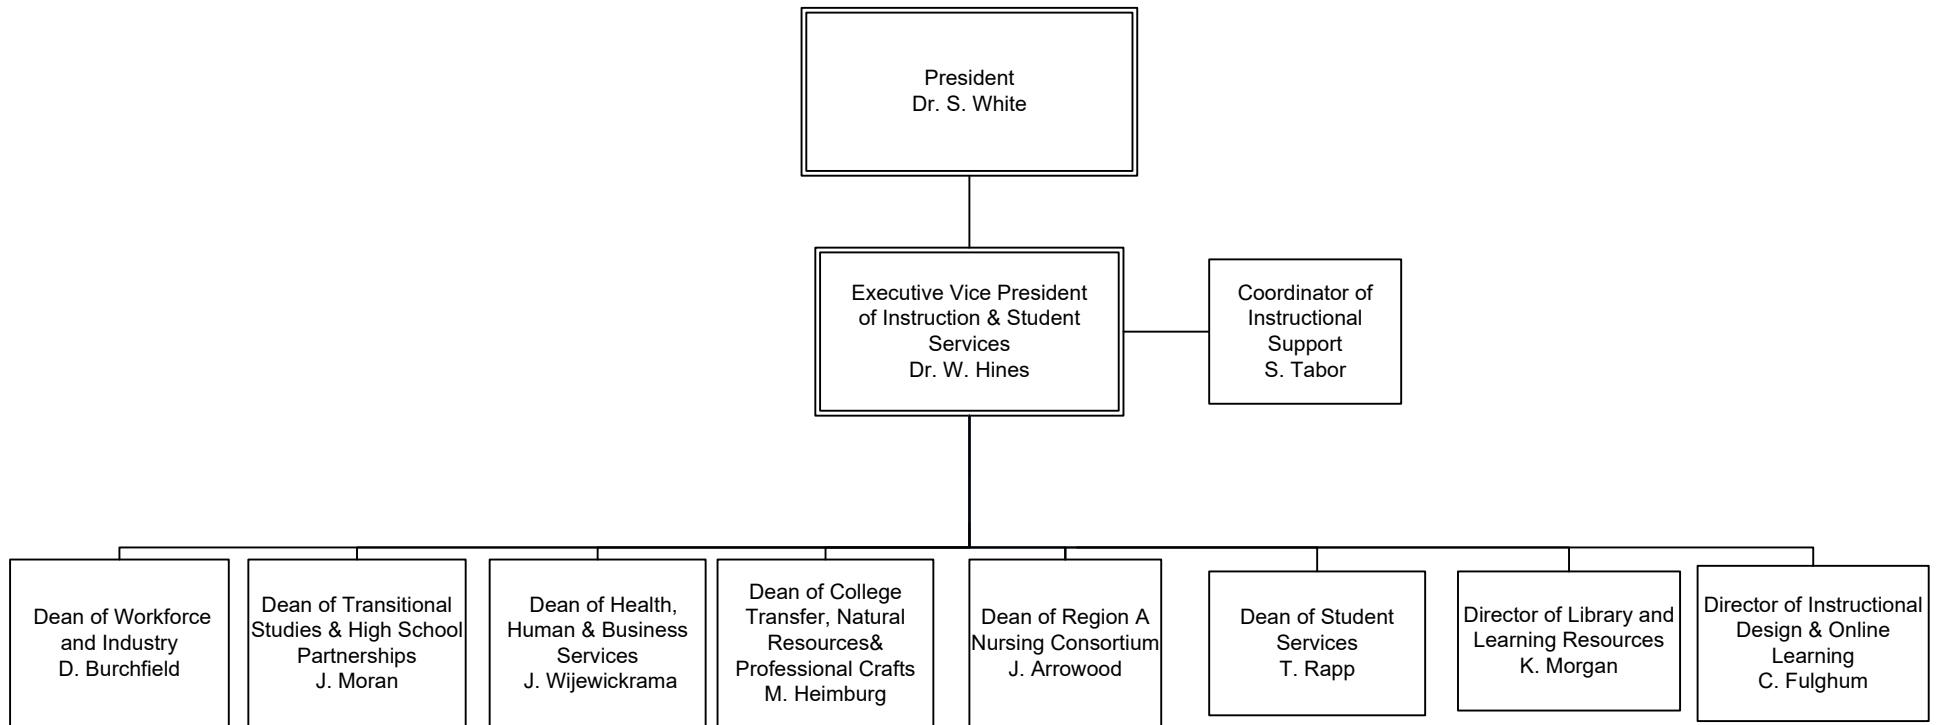 President
Dr. S. White
Executive Vice President
of Instruction & Student
Services
Dr. W. Hines
Coordinator of
Instructional
Support
S. Tabor
Dean of Workforce
and Industry
D. Burchfield
Dean of Transitional
Studies & High School
Partnerships
J. Moran
Dean of Health,
Human & Business
Services
J. Wijewickrama
Dean of College
Transfer, Natural
Resources&
Professional Crafts
M. Heimburg
Dean of Region A
Nursing Consortium
J. Arrowood
Dean of Student
Services
T. Rapp
Director of Library and
Learning Resources
K. Morgan
Director of Instructional
Design & Online
Learning
C. Fulghum